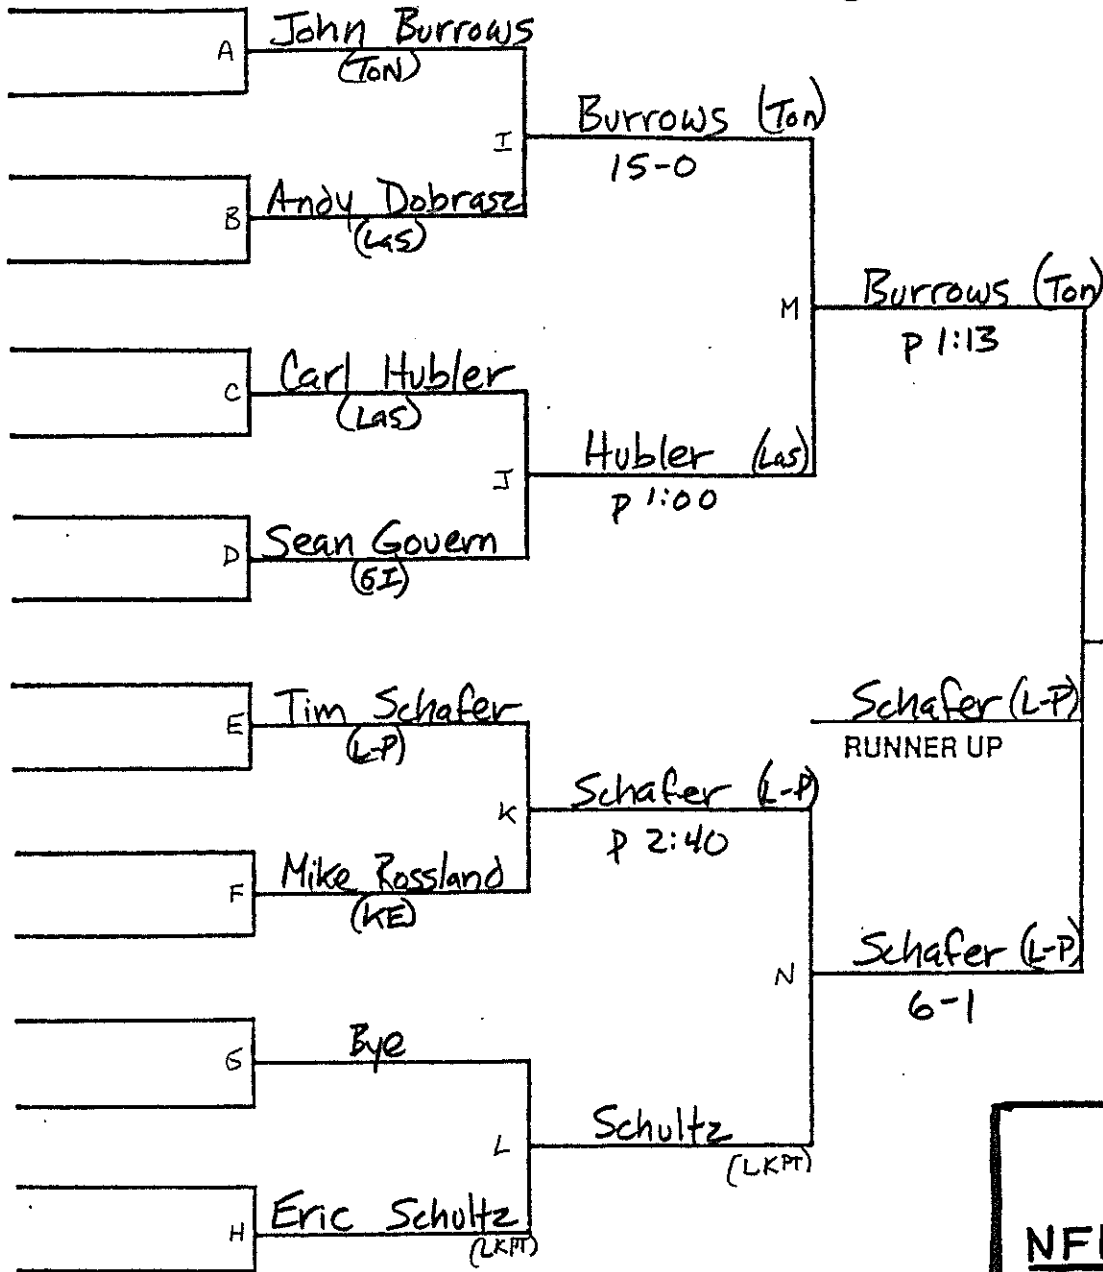 A
John Burrows
(TON)
I
Burrows (Ton)
15-0
B
Andy Dobrasz
(LaS)
M
Burrows (Ton)
p 1:13
C
Carl Hubler
(LaS)
J
Hubler (LaS)
p 1:00
D
Sean Govern
(GI)
E
Tim Schafer
(L-P)
Schafer (L-P)
RUNNER UP
K
Schafer (L-P)
p 2:40
F
Mike Rossland
(KE)
N
Schafer (L-P)
6-1
G
Bye
L
Schultz
(LKPT)
H
Eric Schultz
(LKPT)